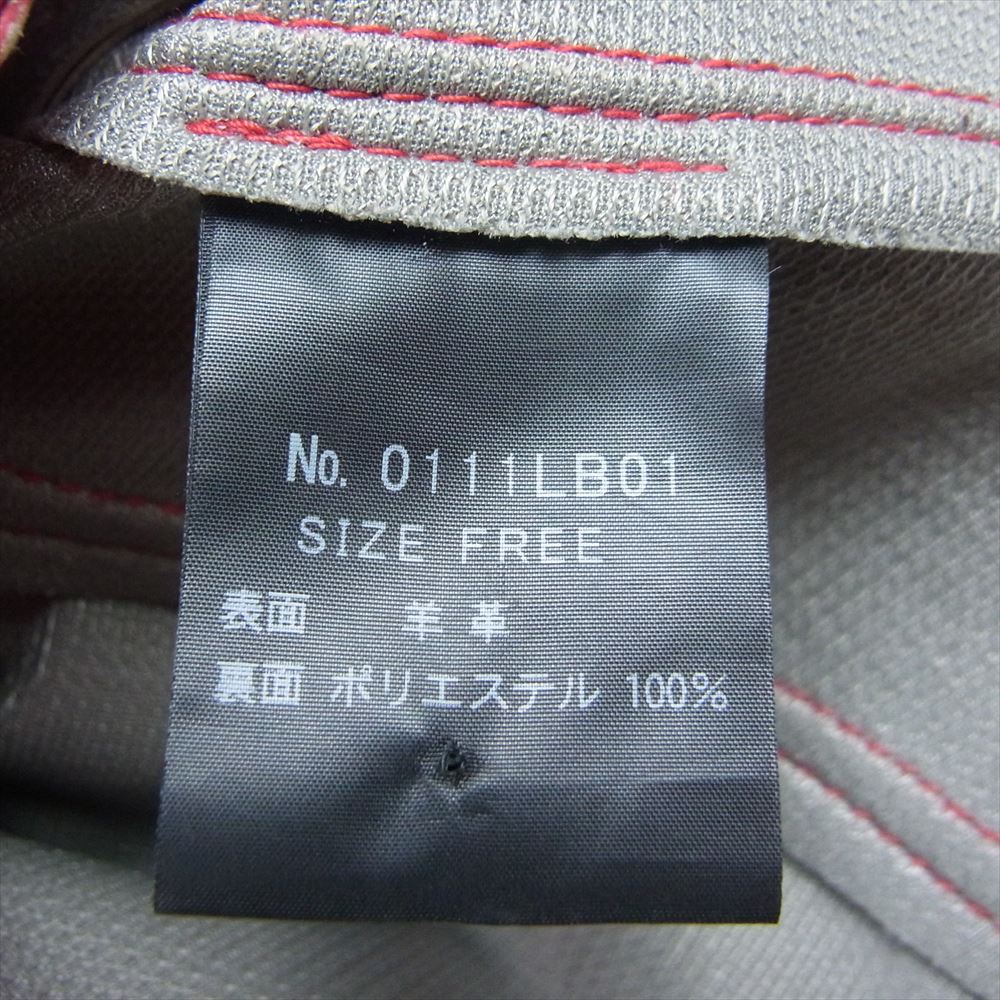 No. 0111LB01
SIZE FREE
表面 羊革
裏面 ポリエステル 100%